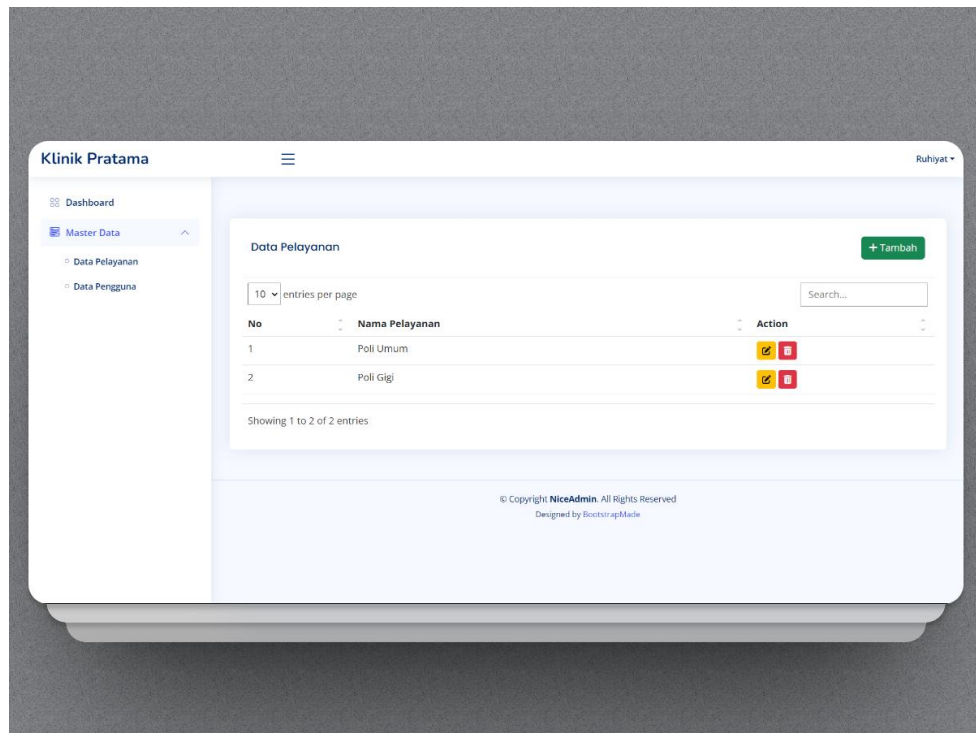 Klinik Pratama
Ruhiyat
Dashboard
Master Data
Data Pelayanan
Data Pengguna
Data Pelayanan
+ Tambah
10 entries per page
Search...
No Nama Pelayanan Action
1 Poli Umum
2 Poli Gigi
Showing 1 to 2 of 2 entries
© Copyright NiceAdmin. All Rights Reserved
Designed by BootstrapMade